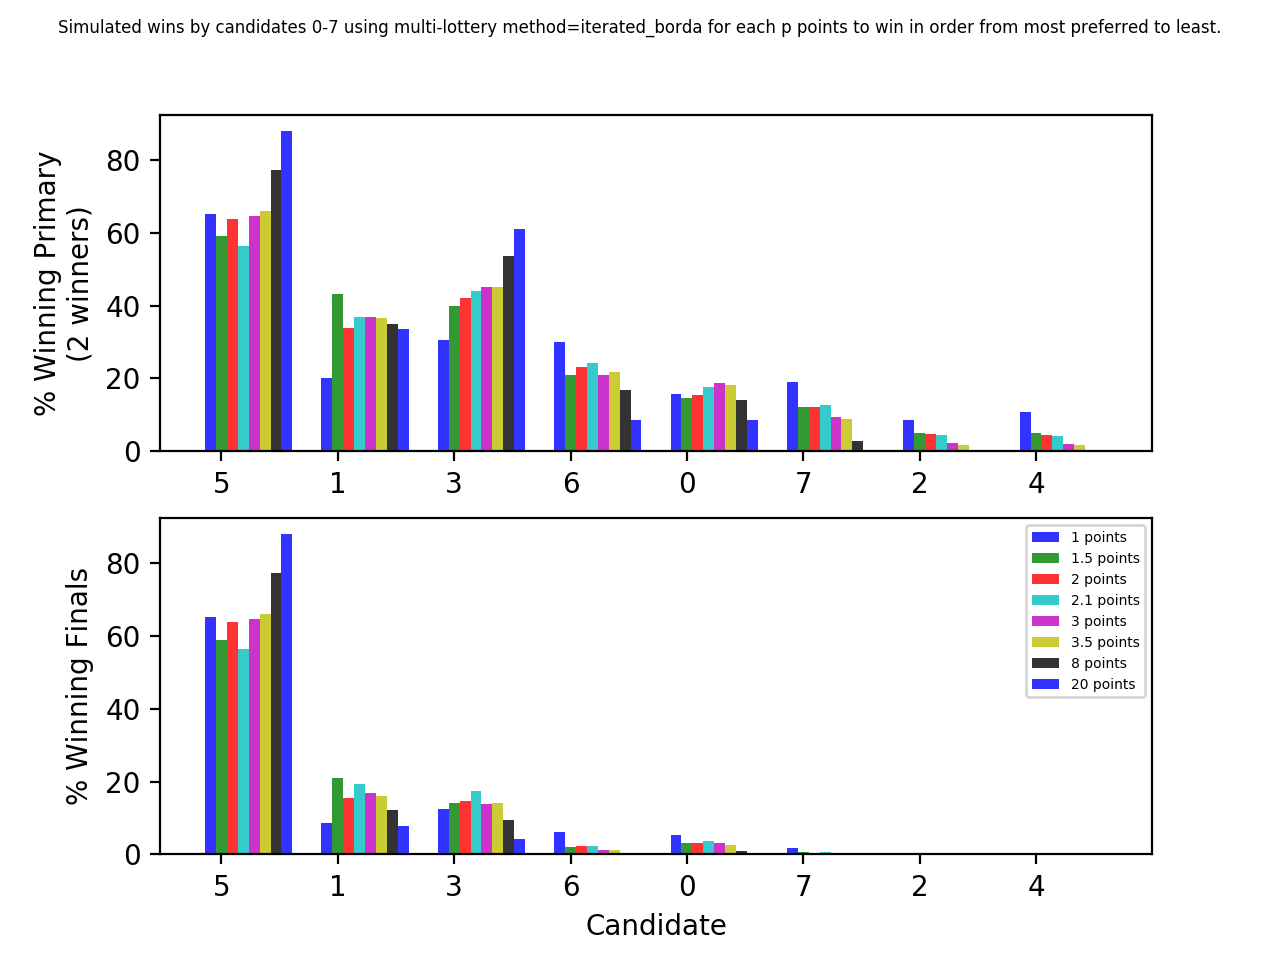 Simulated wins by candidates 0-7 using multi-lottery method=iterated_borda for each p points to win in order from most preferred to least.
% Winning Primary
(2 winners)
80
60
40
20
0
5 1 3 6 0 7 2 4
% Winning Finals
80
60
40
20
0
1 points
1.5 points
2 points
2.1 points
3 points
3.5 points
8 points
20 points
5 1 3 6 0 7 2 4
Candidate